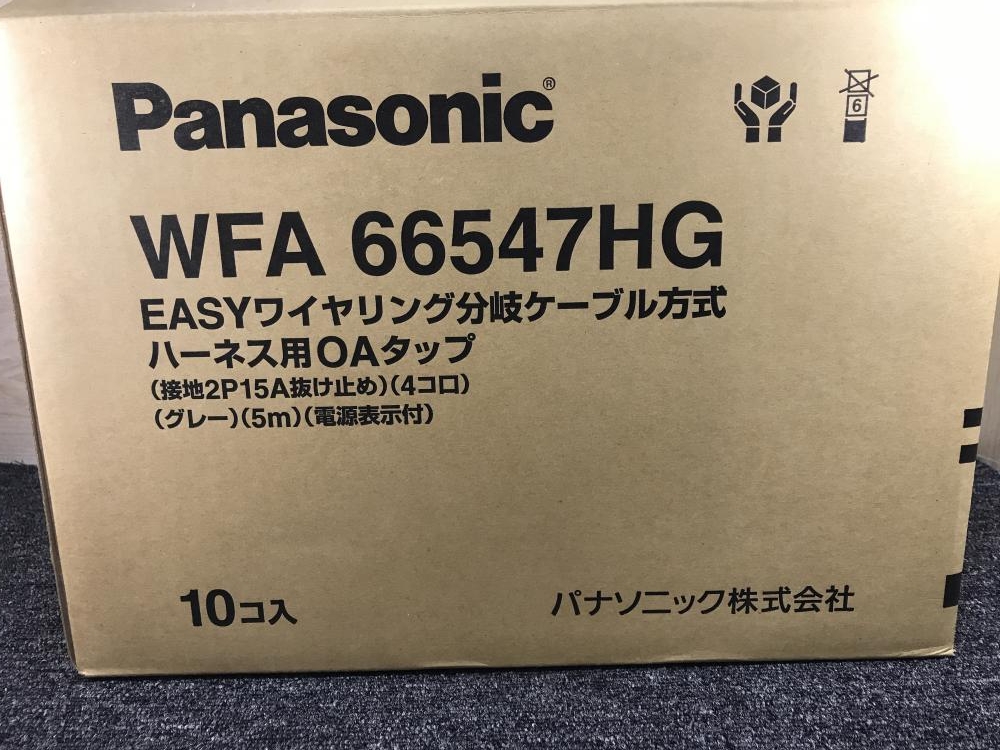 Panasonic®
6
WFA 66547HG
EASYワイヤリング分岐ケーブル方式
ハーネス用OAタップ
(接地2P15A抜け止め)(4コロ)
(グレー)(5m)(電源表示付)
10コ入
パナソニック株式会社